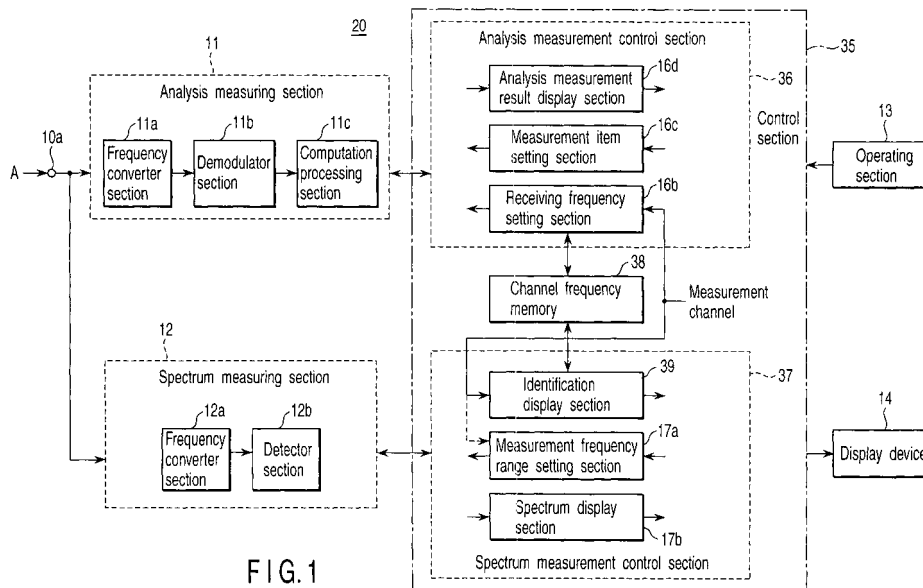 20
11
Analysis measuring section
11a
11b
11c
10a
A
Frequency
converter
section
Demodulator
section
Computation
processing
section
Analysis measurement control section
16d
Analysis measurement
result display section
16c
Measurement item
setting section
16b
Receiving frequency
setting section
36
35
Control
section
13
Operating
section
38
Channel frequency
memory
Measurement
channel
12
Spectrum measuring section
12a
12b
Frequency
converter
section
Detector
section
39
Identification
display section
37
17a
Measurement frequency
range setting section
Spectrum display
section
17b
Spectrum measurement control section
14
Display device
FIG.1